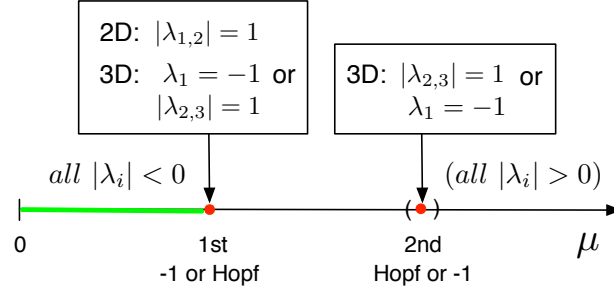 2D: |λ₁,₂| = 1
3D: λ₁ = −1 or
|λ₂,₃| = 1
3D: |λ₂,₃| = 1 or
λ₁ = −1
all |λᵢ| < 0
(all |λᵢ| > 0)
( )
0
1st
2nd
μ
-1 or Hopf
Hopf or -1